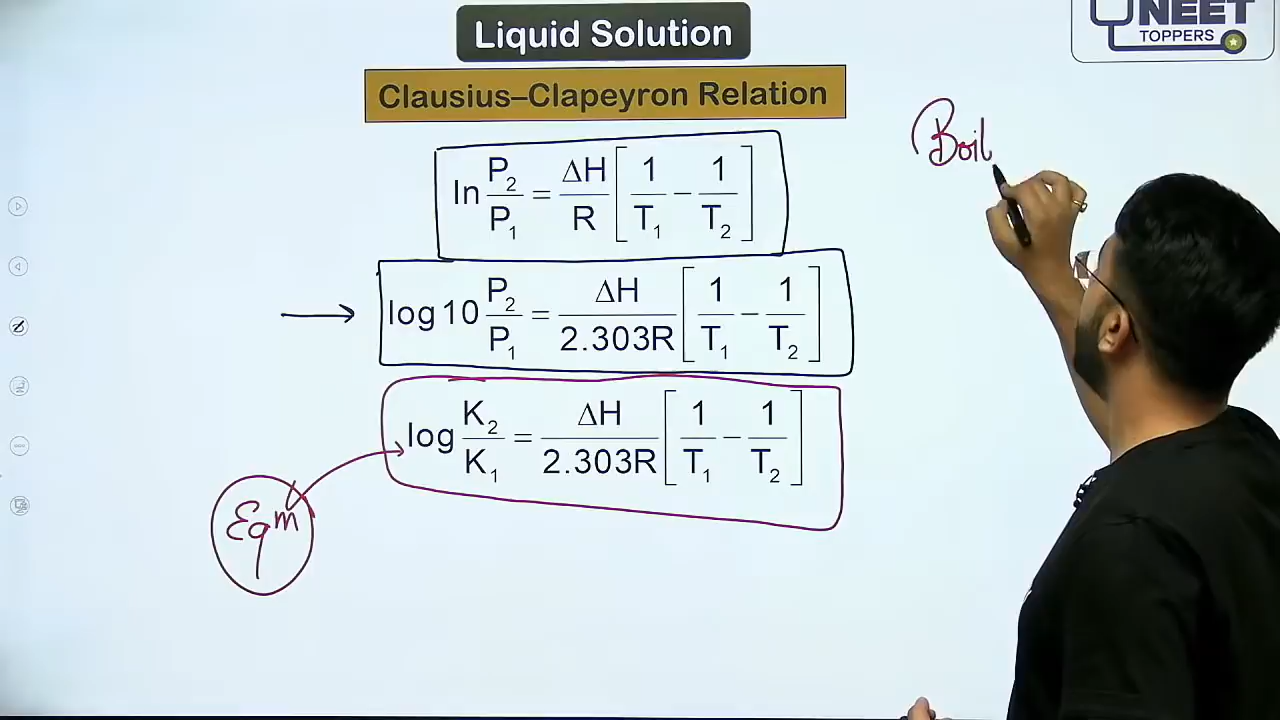 Liquid Solution
NEET
TOPPERS
Clausius–Clapeyron Relation
Boil
ln P₂/P₁ = ΔH/R [1/T₁ − 1/T₂]
log 10 P₂/P₁ = ΔH/2.303R [1/T₁ − 1/T₂]
log K₂/K₁ = ΔH/2.303R [1/T₁ − 1/T₂]
Eqᵐ